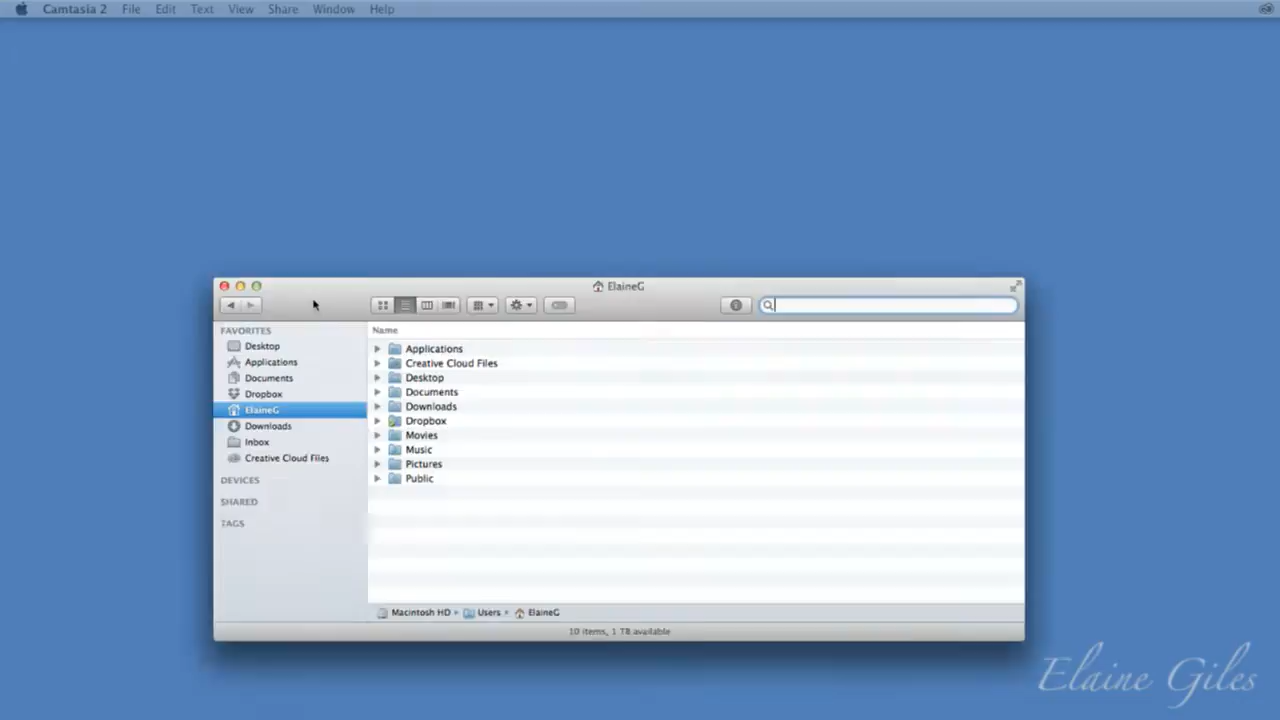 Camtasia 2 File Edit Text View Share Window Help
ElaineG
FAVORITES
Desktop
Applications
Documents
Dropbox
ElaineG
Downloads
Inbox
Creative Cloud Files
DEVICES
SHARED
TAGS
Name
Applications
Creative Cloud Files
Desktop
Documents
Downloads
Dropbox
Movies
Music
Pictures
Public
Macintosh HD Users ElaineG
10 items, 1 TB available
Elaine Giles